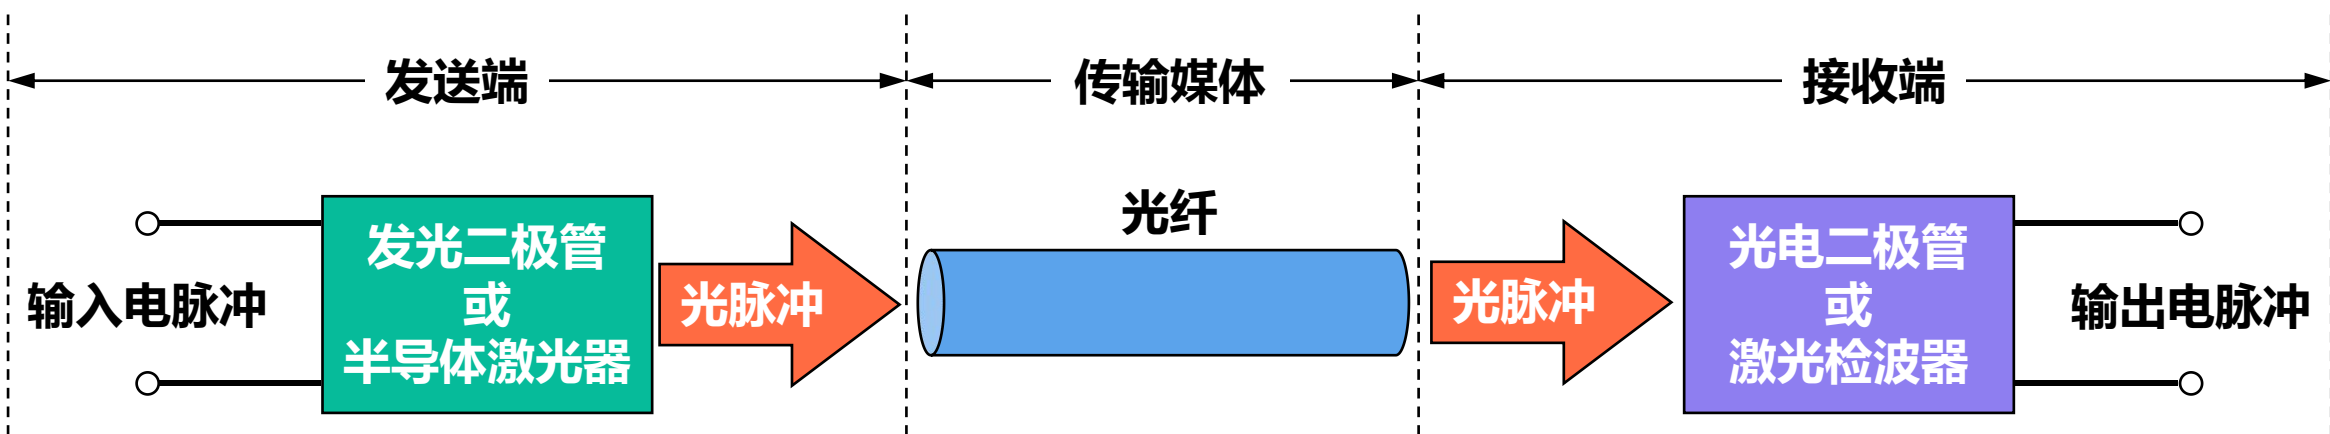 发送端
传输媒体
接收端
输入电脉冲
发光二极管
或
半导体激光器
光脉冲
光纤
光脉冲
光电二极管
或
激光检波器
输出电脉冲